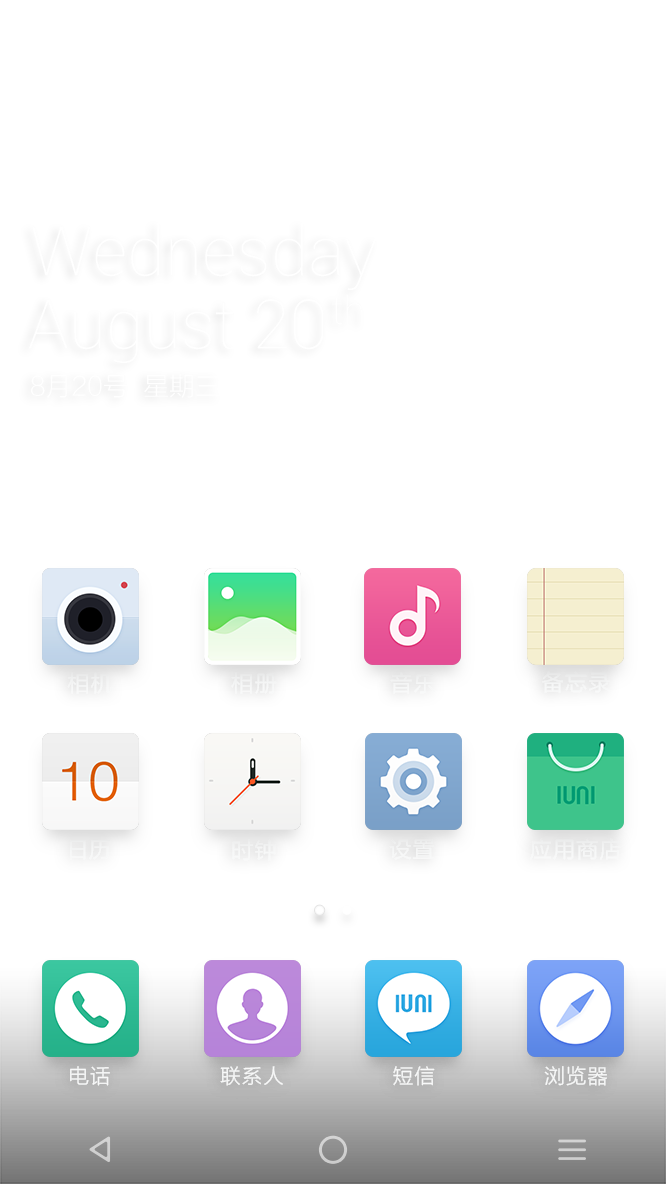 Wednesday
August 20th
8月20号 星期三
相机 相册 音乐 备忘录
10
IUNI
日历 时钟 设置 应用商店
IUNI
电话 联系人 短信 浏览器